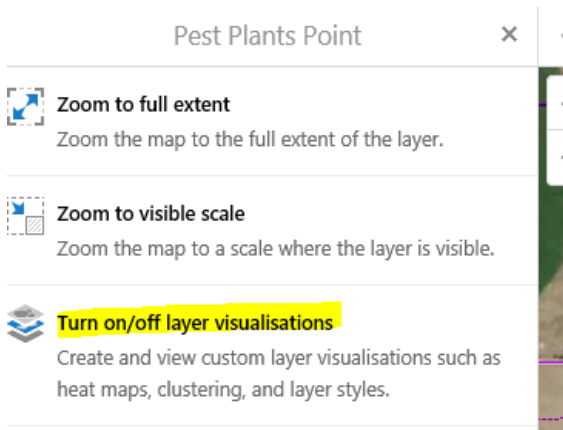 Pest Plants Point
Zoom to full extent
Zoom the map to the full extent of the layer.
Zoom to visible scale
Zoom the map to a scale where the layer is visible.
Turn on/off layer visualisations
Create and view custom layer visualisations such as
heat maps, clustering, and layer styles.